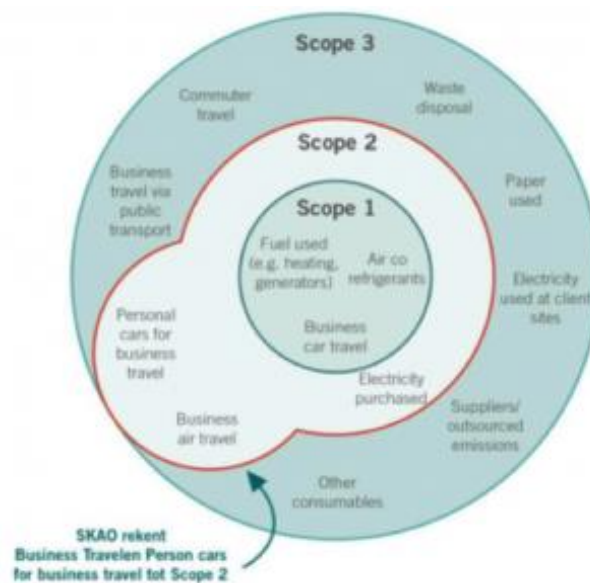 Scope 3
Commuter
travel
Waste
disposal
Scope 2
Business
travel via
public
transport
Paper
used
Scope 1
Fuel used
(e.g. heating,
generators)
Air co
refrigerants
Electricity
used at client
sites
Personal
cars for
business
travel
Business
car travel
Electricity
purchased
Business
air travel
Suppliers/
outsourced
emissions
Other
consumables
SKAO rekent
Business Travelen Person cars
for business travel tot Scope 2